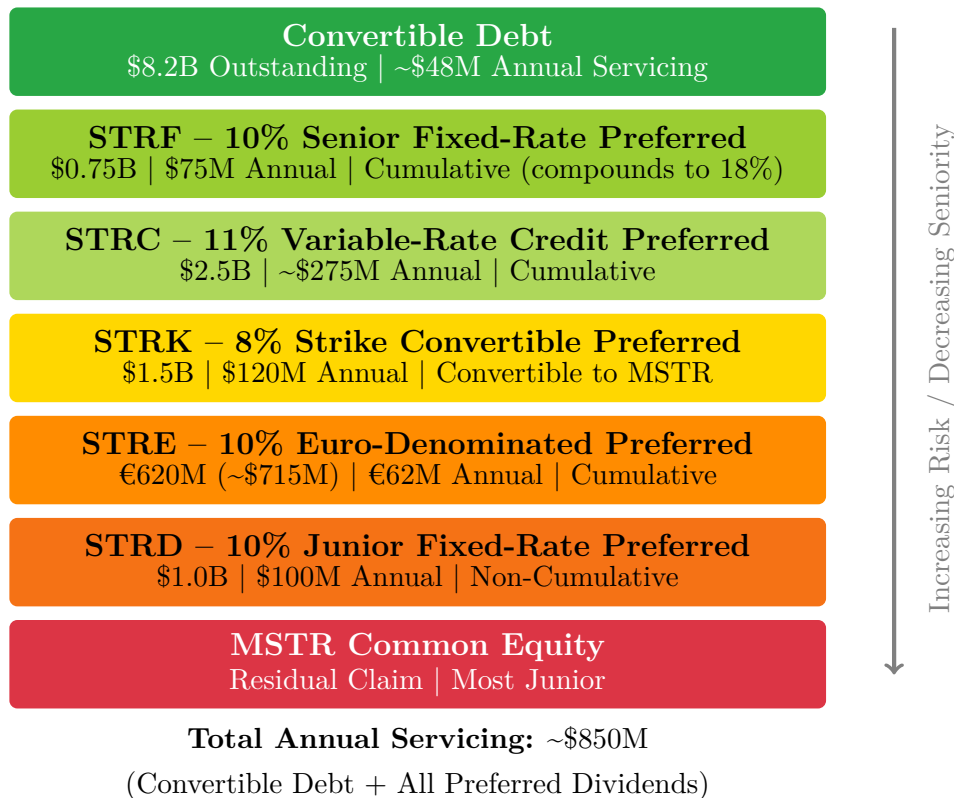 Convertible Debt
$8.2B Outstanding | ~$48M Annual Servicing
STRF – 10% Senior Fixed-Rate Preferred
$0.75B | $75M Annual | Cumulative (compounds to 18%)
STRC – 11% Variable-Rate Credit Preferred
$2.5B | ~$275M Annual | Cumulative
STRK – 8% Strike Convertible Preferred
$1.5B | $120M Annual | Convertible to MSTR
STRE – 10% Euro-Denominated Preferred
€620M (~$715M) | €62M Annual | Cumulative
STRD – 10% Junior Fixed-Rate Preferred
$1.0B | $100M Annual | Non-Cumulative
MSTR Common Equity
Residual Claim | Most Junior
Total Annual Servicing: ~$850M
(Convertible Debt + All Preferred Dividends)
Increasing Risk / Decreasing Seniority